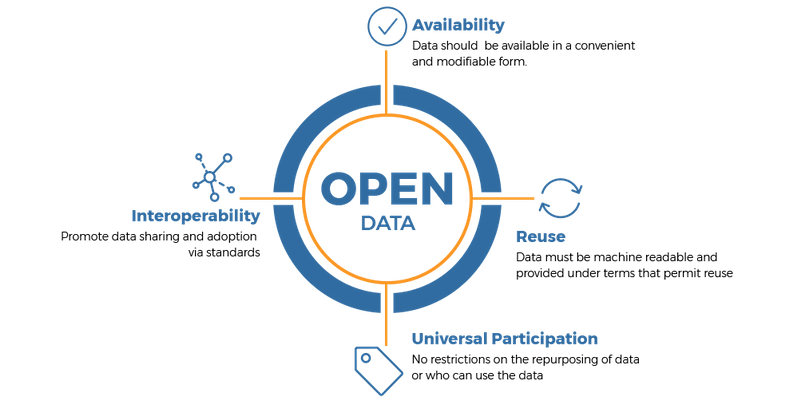 Availability
Data should  be available in a convenient
and modifiable form.
OPEN
DATA
Interoperability
Promote data sharing and adoption
via standards
Reuse
Data must be machine readable and
provided under terms that permit reuse
Universal Participation
No restrictions on the repurposing of data
or who can use the data